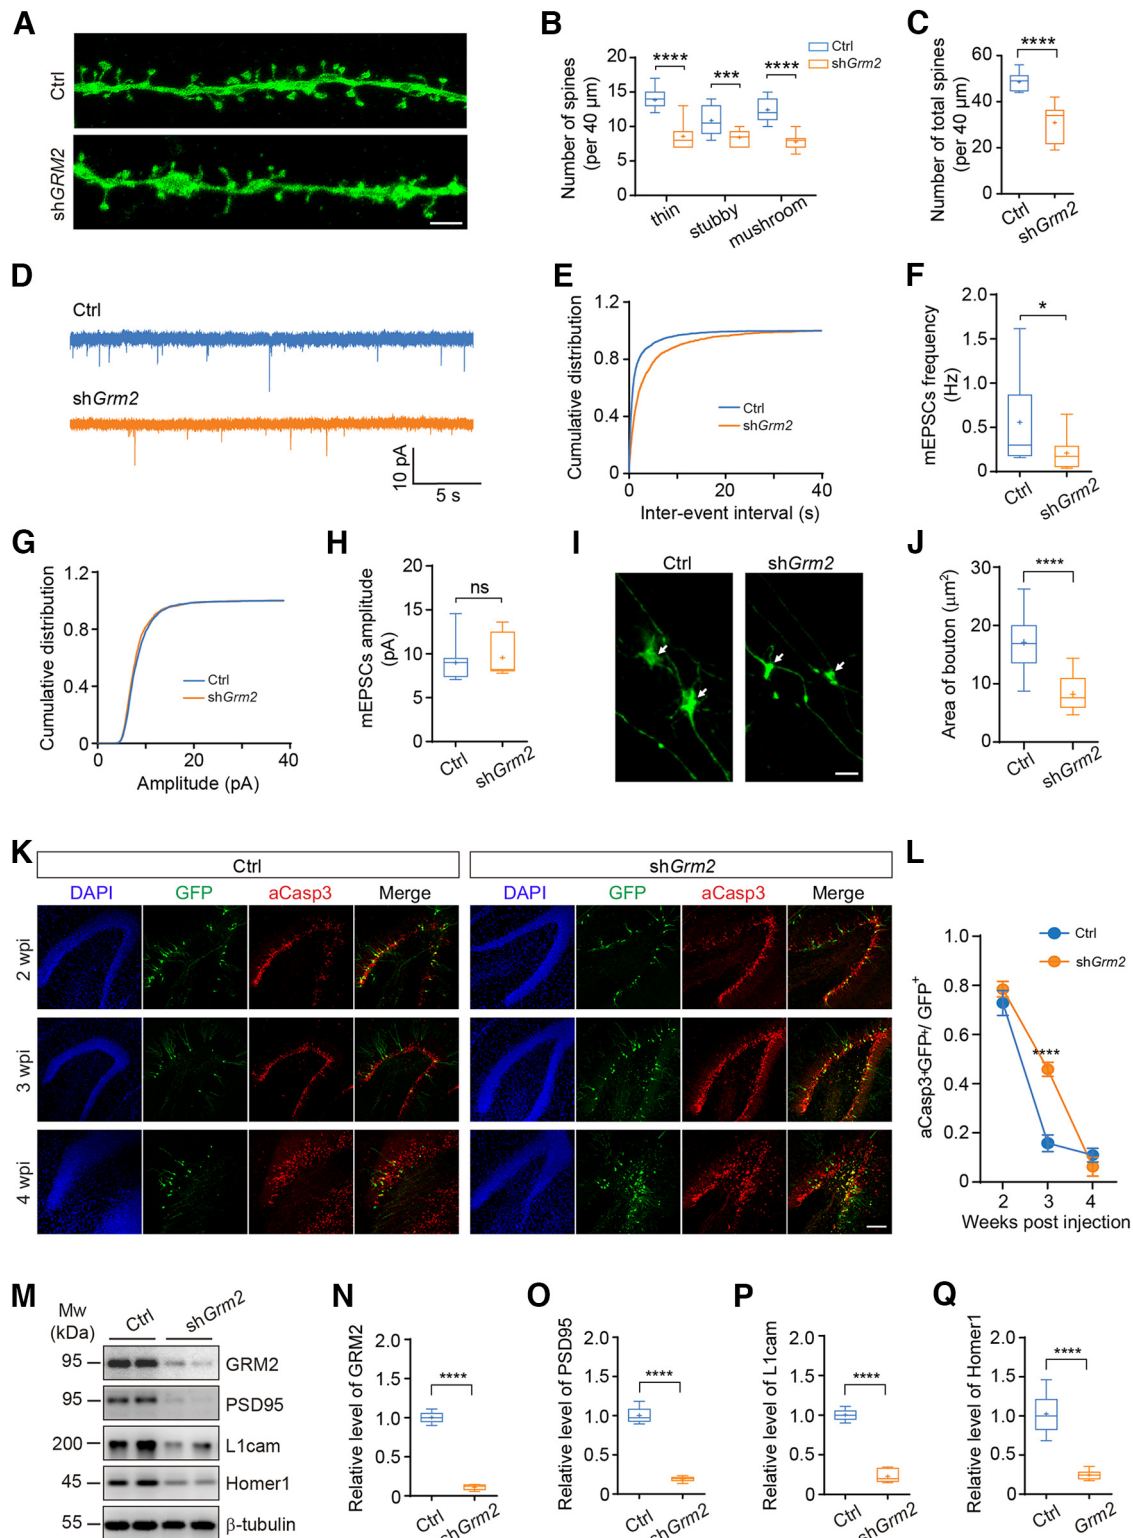 A
Ctrl
shGRM2
B
Number of spines
(per 40 µm)
20
15
10
5
0
****
***
****
Ctrl
shGrm2
thin
stubby
mushroom
C
Number of total spines
(per 40 µm)
60
40
20
0
****
Ctrl
shGrm2
D
Ctrl
shGrm2
10 pA
5 s
E
Cumulative distribution
1.2
0.8
0.4
0
Ctrl
shGrm2
0
20
40
Inter-event interval (s)
F
mEPSCs frequency
(Hz)
2.0
1.5
1.0
0.5
0
*
Ctrl
shGrm2
G
Cumulative distribution
1.2
0.8
0.4
0
Ctrl
shGrm2
0
20
40
Amplitude (pA)
H
mEPSCs amplitude
(pA)
20
15
10
5
0
ns
Ctrl
shGrm2
I
Ctrl
shGrm2
J
Area of bouton (µm²)
30
20
10
0
****
Ctrl
shGrm2
K
Ctrl
shGrm2
DAPI GFP aCasp3 Merge
DAPI GFP aCasp3 Merge
2 wpi
3 wpi
4 wpi
L
aCasp3+GFP+/ GFP+
1.0
0.8
0.6
0.4
0.2
0
Ctrl
shGrm2
****
2 3 4
Weeks post injection
M
Mw
(kDa)
Ctrl
shGrm2
95
GRM2
95
PSD95
200
L1cam
45
Homer1
55
β-tubulin
N
Relative level of GRM2
2.0
1.5
1.0
0.5
0
****
Ctrl
shGrm2
O
Relative level of PSD95
2.0
1.5
1.0
0.5
0
****
Ctrl
shGrm2
P
Relative level of L1cam
2.0
1.5
1.0
0.5
0
****
Ctrl
shGrm2
Q
Relative level of Homer1
2.0
1.5
1.0
0.5
0
****
Ctrl
Grm2